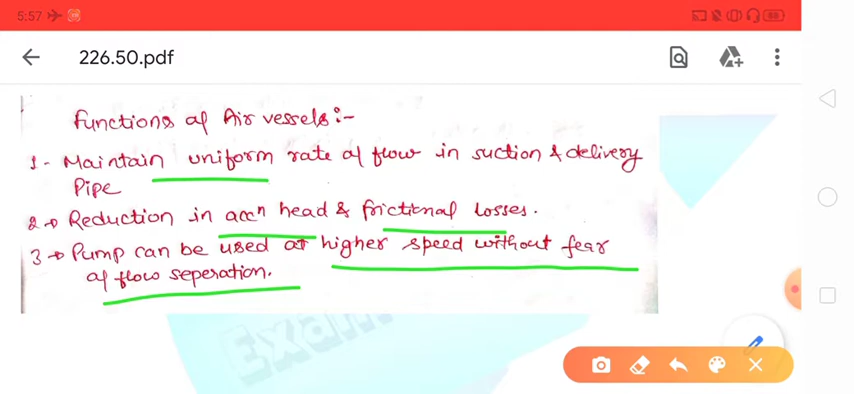 5:57
226.50.pdf
Functions of Air vessels:-
1- Maintain uniform rate of flow in suction & delivery
Pipe
2→ Reduction in accⁿ head & frictional losses.
3→ Pump can be used at higher speed without fear
of flow seperation.
Exam